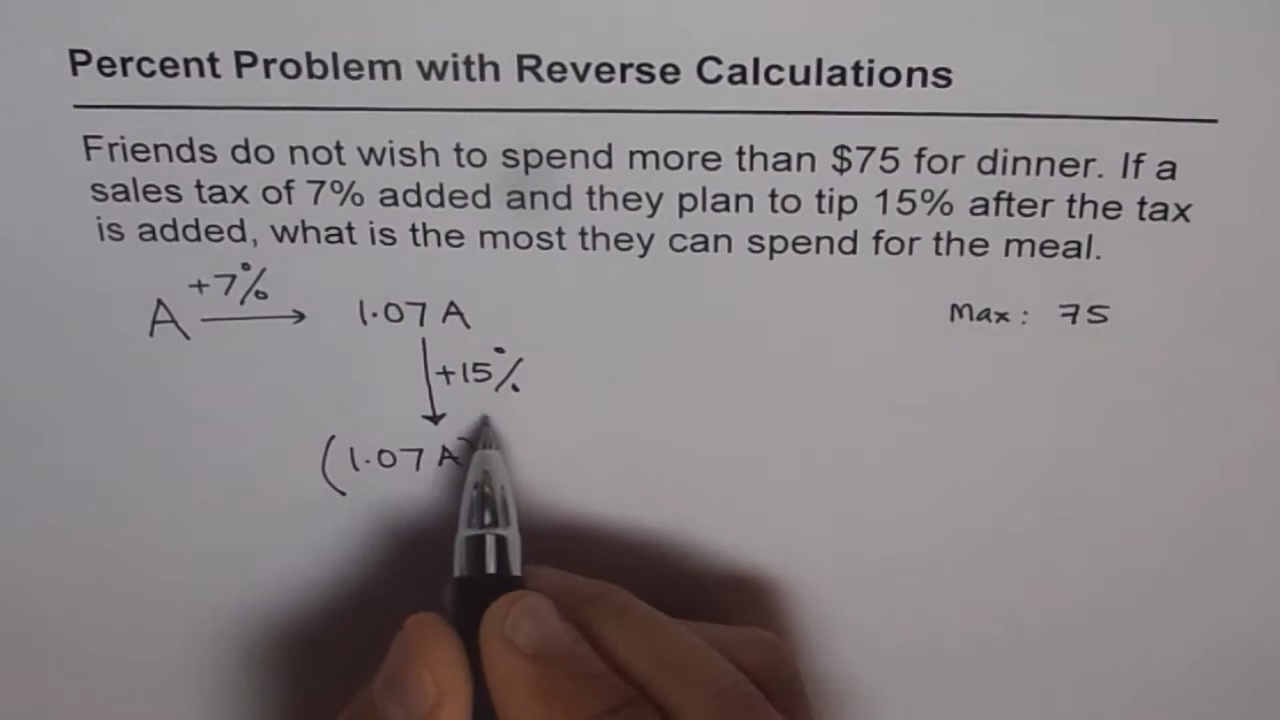 Percent Problem with Reverse Calculations
Friends do not wish to spend more than $75 for dinner. If a
sales tax of 7% added and they plan to tip 15% after the tax
is added, what is the most they can spend for the meal.
A +7% → 1.07 A Max: 75
↓ +15%
(1.07 A)